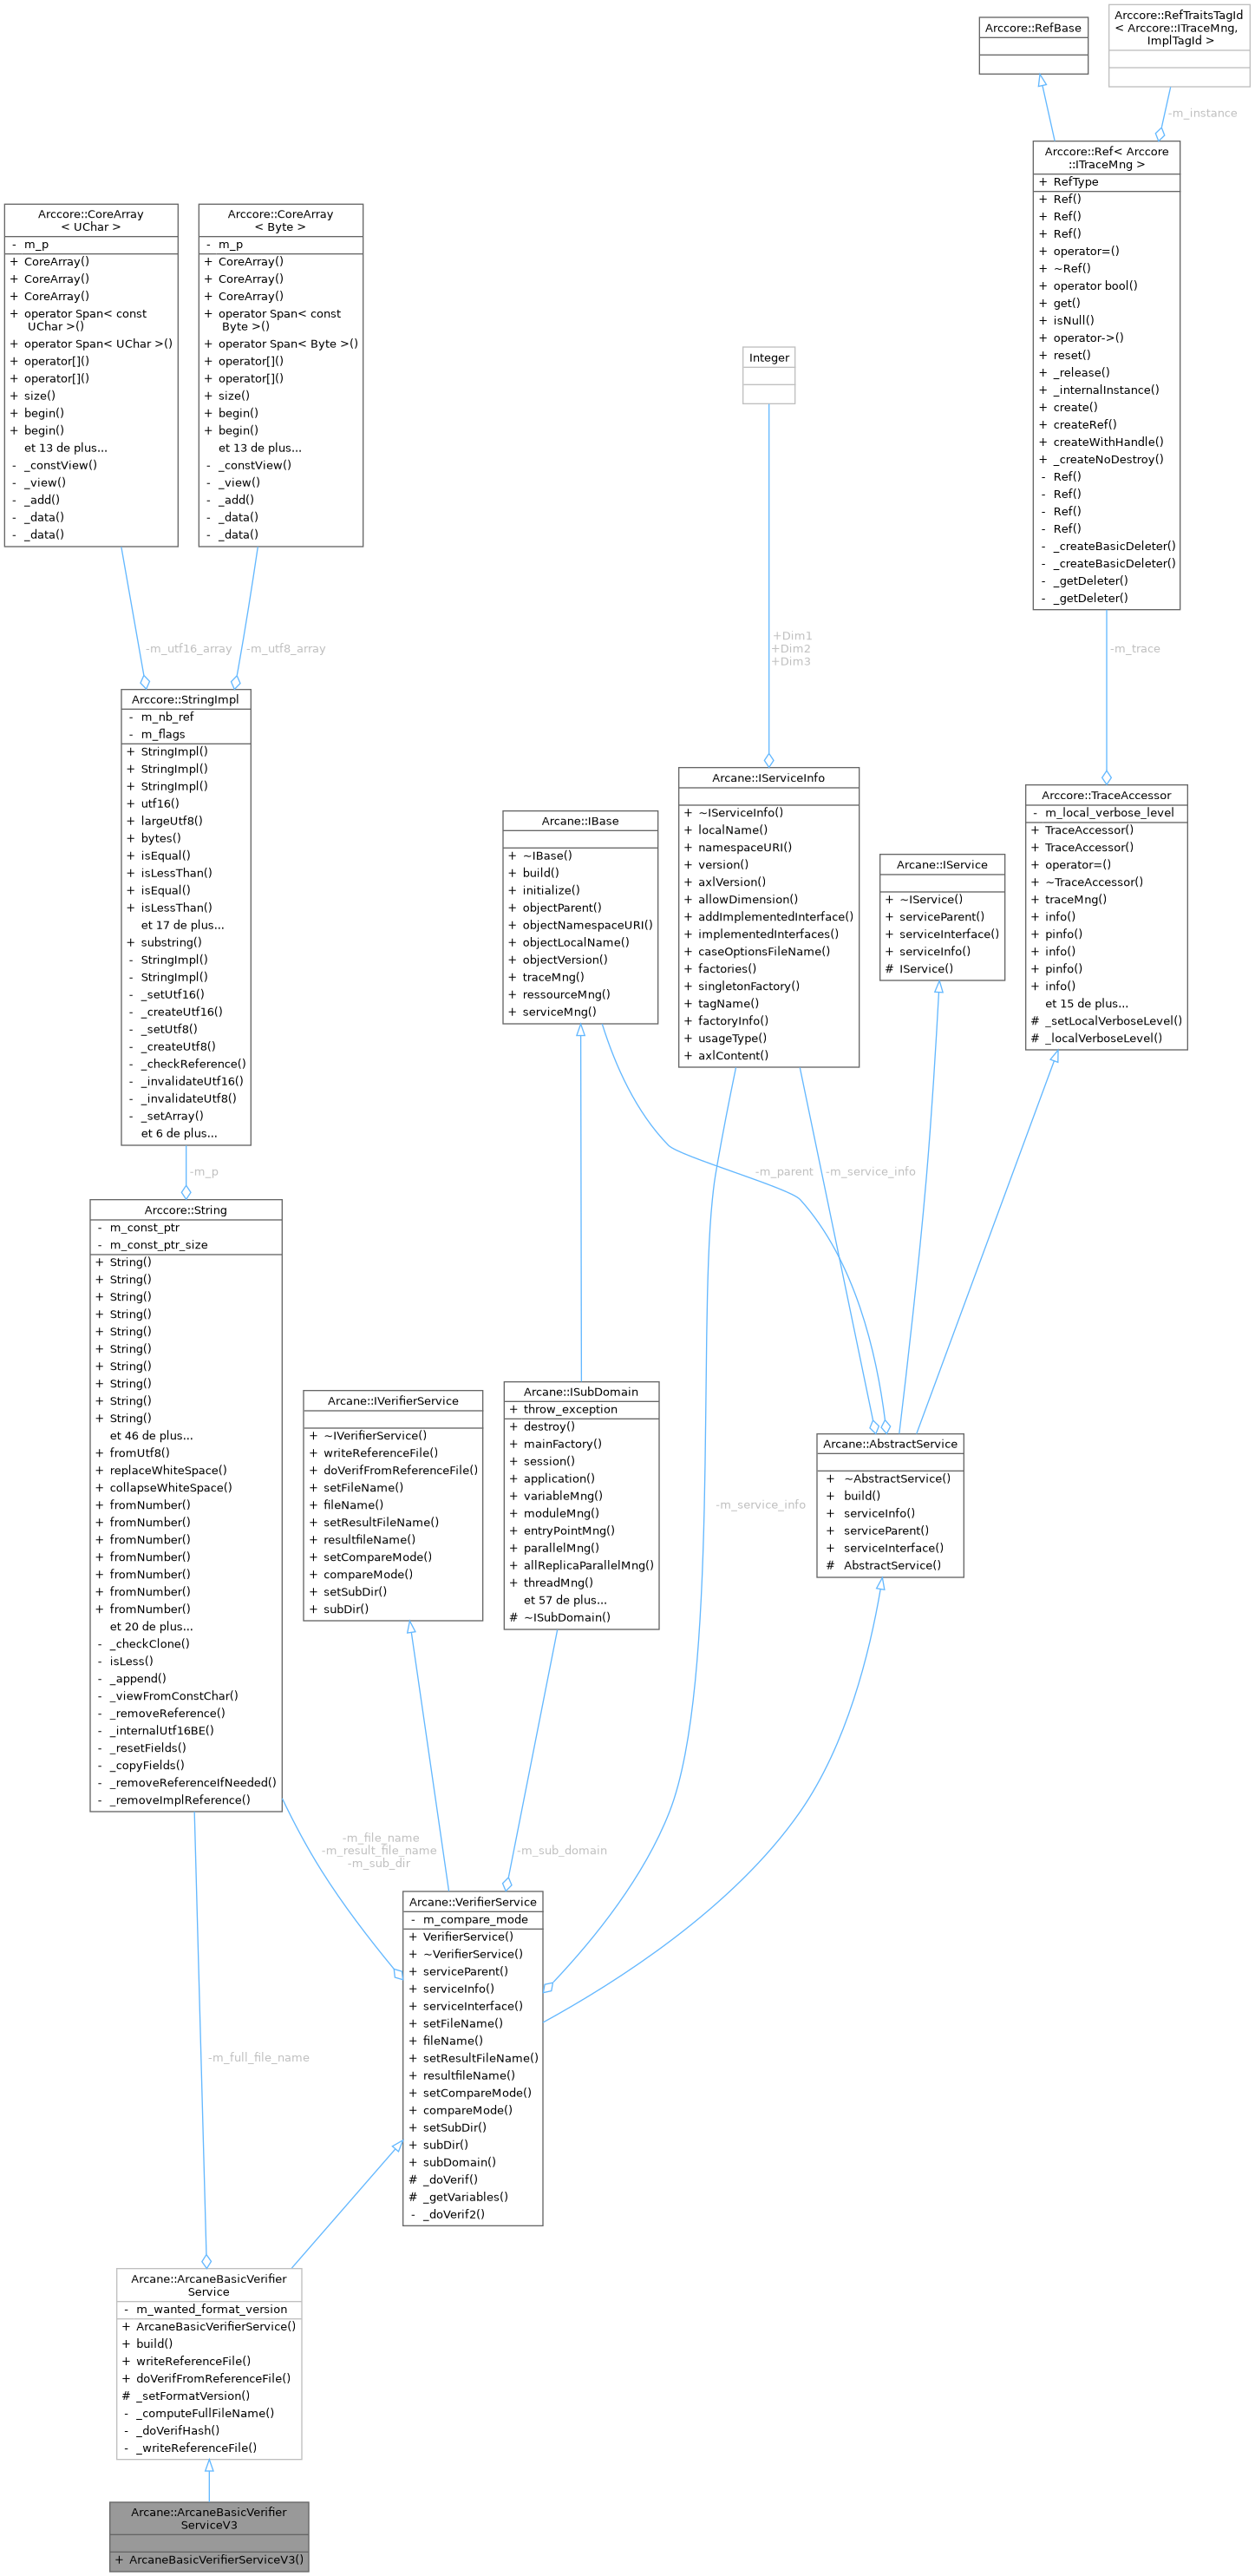 Arccore::RefBase
Arccore::RefTraitsTagId
< Arccore::ITraceMng,
ImplTagId >
-m_instance
Arccore::Ref< Arccore
::ITraceMng >
+ RefType
+ Ref()
+ Ref()
+ Ref()
+ operator=()
+ ~Ref()
+ operator bool()
+ get()
+ isNull()
+ operator->()
+ reset()
+ _release()
+ _internalInstance()
+ create()
+ createRef()
+ createWithHandle()
+ _createNoDestroy()
- Ref()
- Ref()
- Ref()
- Ref()
- _createBasicDeleter()
- _createBasicDeleter()
- _getDeleter()
- _getDeleter()
Arccore::CoreArray
< UChar >
- m_p
+ CoreArray()
+ CoreArray()
+ CoreArray()
+ operator Span< const
UChar >()
+ operator Span< UChar >()
+ operator[]()
+ operator[]()
+ size()
+ begin()
+ begin()
et 13 de plus...
- _constView()
- _view()
- _add()
- _data()
- _data()
Arccore::CoreArray
< Byte >
- m_p
+ CoreArray()
+ CoreArray()
+ CoreArray()
+ operator Span< const
Byte >()
+ operator Span< Byte >()
+ operator[]()
+ operator[]()
+ size()
+ begin()
+ begin()
et 13 de plus...
- _constView()
- _view()
- _add()
- _data()
- _data()
Integer
+Dim1
+Dim2
+Dim3
-m_utf16_array
-m_utf8_array
-m_trace
Arccore::StringImpl
- m_nb_ref
- m_flags
+ StringImpl()
+ StringImpl()
+ StringImpl()
+ utf16()
+ largeUtf8()
+ bytes()
+ isEqual()
+ isLessThan()
+ isEqual()
+ isLessThan()
et 17 de plus...
+ substring()
- StringImpl()
- StringImpl()
- _setUtf16()
- _createUtf16()
- _setUtf8()
- _createUtf8()
- _checkReference()
- _invalidateUtf16()
- _invalidateUtf8()
- _setArray()
et 6 de plus...
Arcane::IBase
+ ~IBase()
+ build()
+ initialize()
+ objectParent()
+ objectNamespaceURI()
+ objectLocalName()
+ objectVersion()
+ traceMng()
+ ressourceMng()
+ serviceMng()
Arcane::IServiceInfo
+ ~IServiceInfo()
+ localName()
+ namespaceURI()
+ version()
+ axlVersion()
+ allowDimension()
+ addImplementedInterface()
+ implementedInterfaces()
+ caseOptionsFileName()
+ factories()
+ singletonFactory()
+ tagName()
+ factoryInfo()
+ usageType()
+ axlContent()
Arcane::IService
+ ~IService()
+ serviceParent()
+ serviceInterface()
+ serviceInfo()
# IService()
Arccore::TraceAccessor
- m_local_verbose_level
+ TraceAccessor()
+ TraceAccessor()
+ operator=()
+ ~TraceAccessor()
+ traceMng()
+ info()
+ pinfo()
+ info()
+ pinfo()
+ info()
et 15 de plus...
# _setLocalVerboseLevel()
# _localVerboseLevel()
-m_p
-m_parent
-m_service_info
Arccore::String
- m_const_ptr
- m_const_ptr_size
+ String()
+ String()
+ String()
+ String()
+ String()
+ String()
+ String()
+ String()
+ String()
+ String()
et 46 de plus...
+ fromUtf8()
+ replaceWhiteSpace()
+ collapseWhiteSpace()
+ fromNumber()
+ fromNumber()
+ fromNumber()
+ fromNumber()
+ fromNumber()
+ fromNumber()
+ fromNumber()
et 20 de plus...
- _checkClone()
- isLess()
- _append()
- _viewFromConstChar()
- _removeReference()
- _internalUtf16BE()
- _resetFields()
- _copyFields()
- _removeReferenceIfNeeded()
- _removeImplReference()
Arcane::IVerifierService
+ ~IVerifierService()
+ writeReferenceFile()
+ doVerifFromReferenceFile()
+ setFileName()
+ fileName()
+ setResultFileName()
+ resultfileName()
+ setCompareMode()
+ compareMode()
+ setSubDir()
+ subDir()
Arcane::ISubDomain
+ throw_exception
+ destroy()
+ mainFactory()
+ session()
+ application()
+ variableMng()
+ moduleMng()
+ entryPointMng()
+ parallelMng()
+ allReplicaParallelMng()
+ threadMng()
et 57 de plus...
# ~ISubDomain()
-m_service_info
Arcane::AbstractService
+ ~AbstractService()
+ build()
+ serviceInfo()
+ serviceParent()
+ serviceInterface()
# AbstractService()
-m_file_name
-m_result_file_name
-m_sub_dir
-m_sub_domain
Arcane::VerifierService
- m_compare_mode
+ VerifierService()
+ ~VerifierService()
+ serviceParent()
+ serviceInfo()
+ serviceInterface()
+ setFileName()
+ fileName()
+ setResultFileName()
+ resultfileName()
+ setCompareMode()
+ compareMode()
+ setSubDir()
+ subDir()
+ subDomain()
# _doVerif()
# _getVariables()
- _doVerif2()
-m_full_file_name
Arcane::ArcaneBasicVerifier
Service
- m_wanted_format_version
+ ArcaneBasicVerifierService()
+ build()
+ writeReferenceFile()
+ doVerifFromReferenceFile()
# _setFormatVersion()
- _computeFullFileName()
- _doVerifHash()
- _writeReferenceFile()
Arcane::ArcaneBasicVerifier
ServiceV3
+ ArcaneBasicVerifierServiceV3()